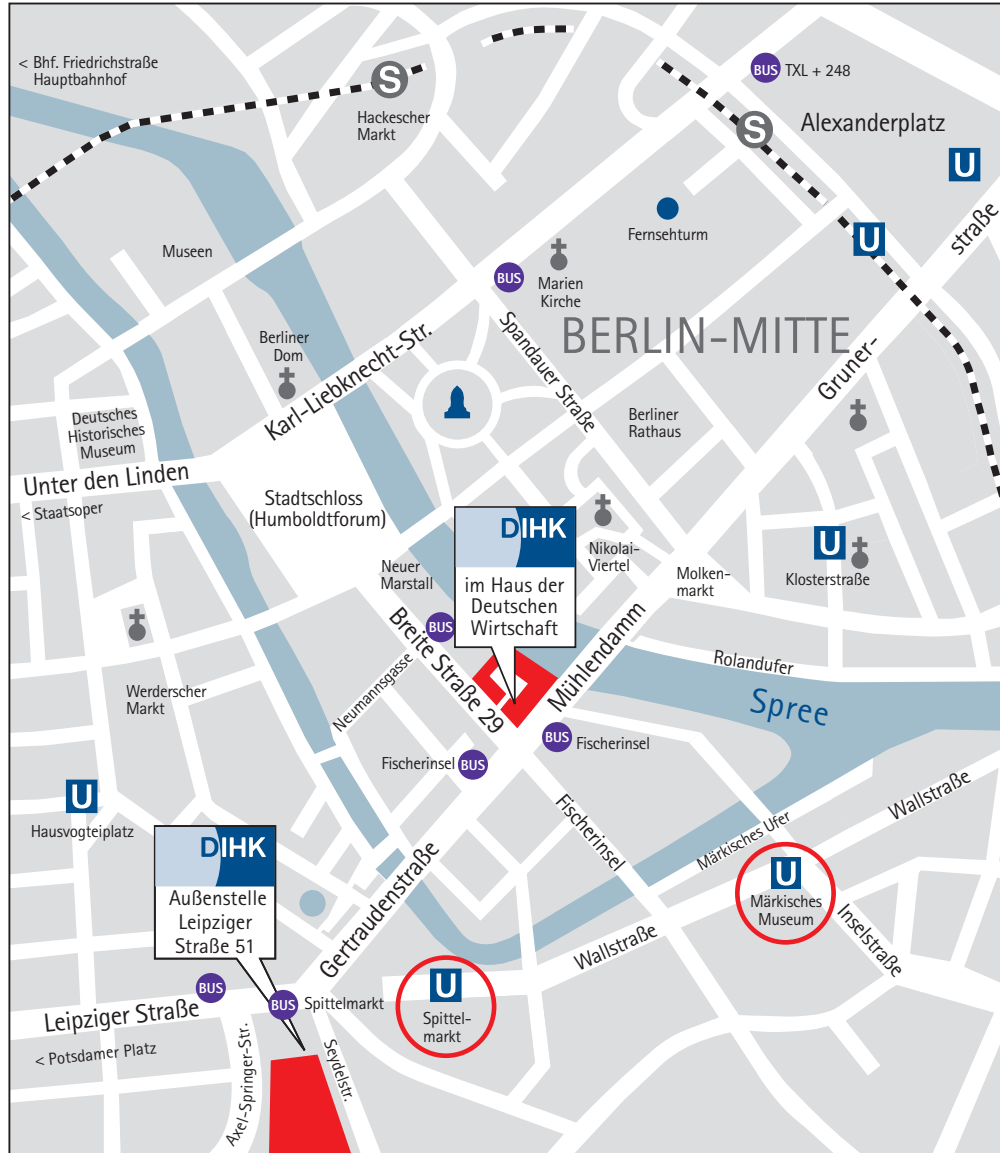 < Bhf. Friedrichstraße
Hauptbahnhof
S
Hackescher
Markt
BUS TXL + 248
S
Alexanderplatz
U
U
Fernsehturm
Museen
BUS
Marien
Kirche
BERLIN-MITTE
Gruner-
straße
Spandauer Straße
Berliner
Dom
Karl-Liebknecht-Str.
Berliner
Rathaus
Deutsches
Historisches
Museum
Unter den Linden
< Staatsoper
Stadtschloss
(Humboldtforum)
DIHK
im Haus der
Deutschen
Wirtschaft
Nikolai-
Viertel
U
Klosterstraße
Molken-
markt
Neuer
Marstall
BUS
Breite Straße 29
Neumannsgasse
Mühlendamm
Rolandufer
Spree
Werderscher
Markt
BUS Fischerinsel
Fischerinsel BUS
Fischerinsel
U
Hausvogteiplatz
Wallstraße
Märkisches Ufer
U
Märkisches
Museum
Inselstraße
DIHK
Außenstelle
Leipziger
Straße 51
Gertraudenstraße
Wallstraße
U
Spittel-
markt
BUS
BUS Spittelmarkt
Leipziger Straße
< Potsdamer Platz
Axel-Springer-Str.
Seydelstr.